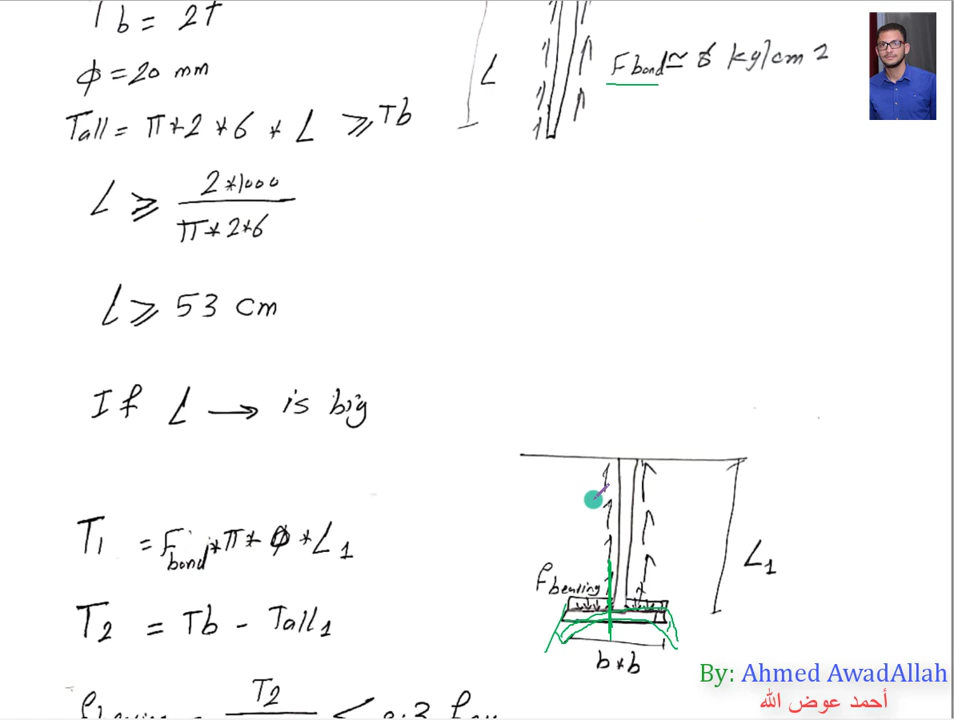 Tb = 2T
L
Fbond ≃ 6 kg/cm2
ϕ = 20 mm
Tall = π*2*6 * L ≥ Tb
L ≥ 2*1000 / π*2*6
L ≥ 53 cm
If L → is big
T1 = Fbond*π*ϕ*L1
L1
Fbearing
T2 = Tb - Tall1
b*b
By: Ahmed AwadAllah
أحمد عوض الله
T2